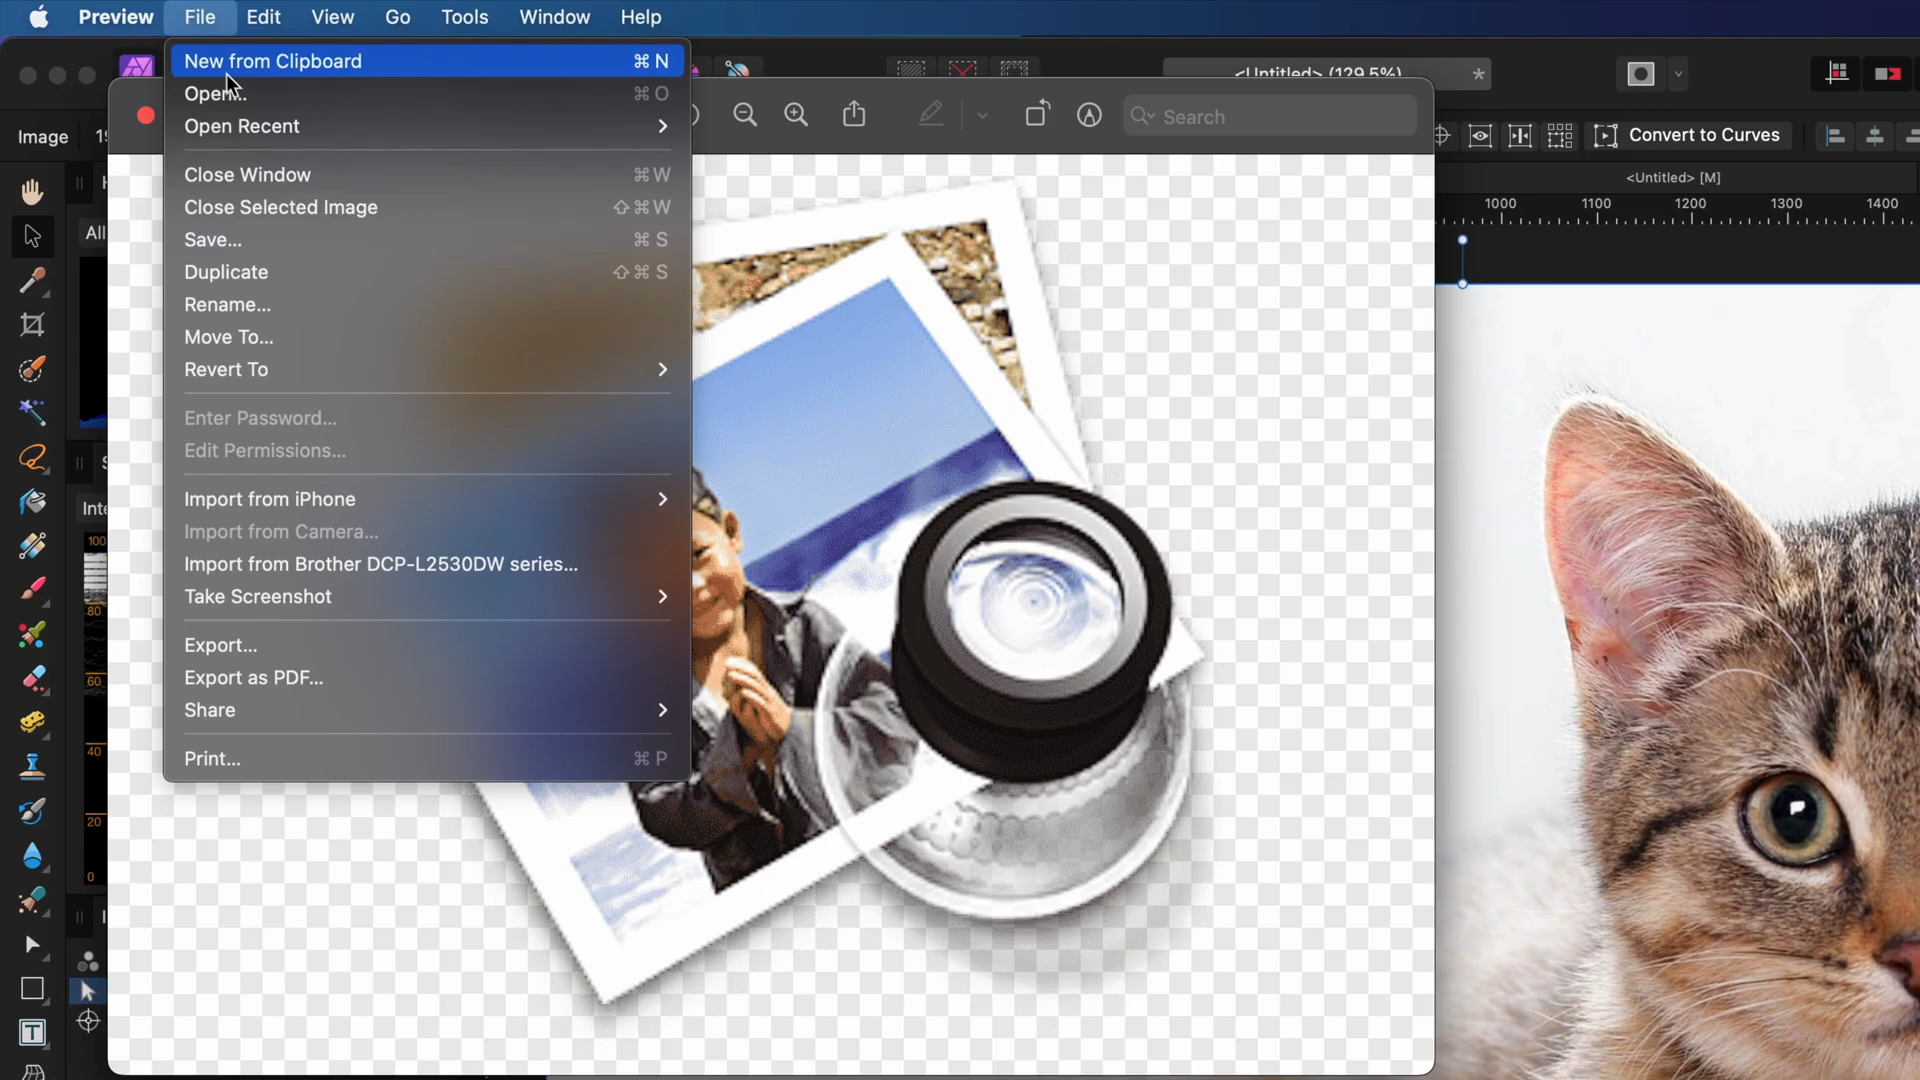 Preview File Edit View Go Tools Window Help
<Untitled> (129.5%) *
Search
Image
Convert to Curves
<Untitled> [M]
1000 1100 1200 1300 1400
All
100
80
60
40
20
0
New from Clipboard ⌘ N
Open... ⌘ O
Open Recent
Close Window ⌘ W
Close Selected Image ⇧ ⌘ W
Save... ⌘ S
Duplicate ⇧ ⌘ S
Rename...
Move To...
Revert To
Enter Password...
Edit Permissions...
Import from iPhone
Import from Camera...
Import from Brother DCP-L2530DW series...
Take Screenshot
Export...
Export as PDF...
Share
Print... ⌘ P
T